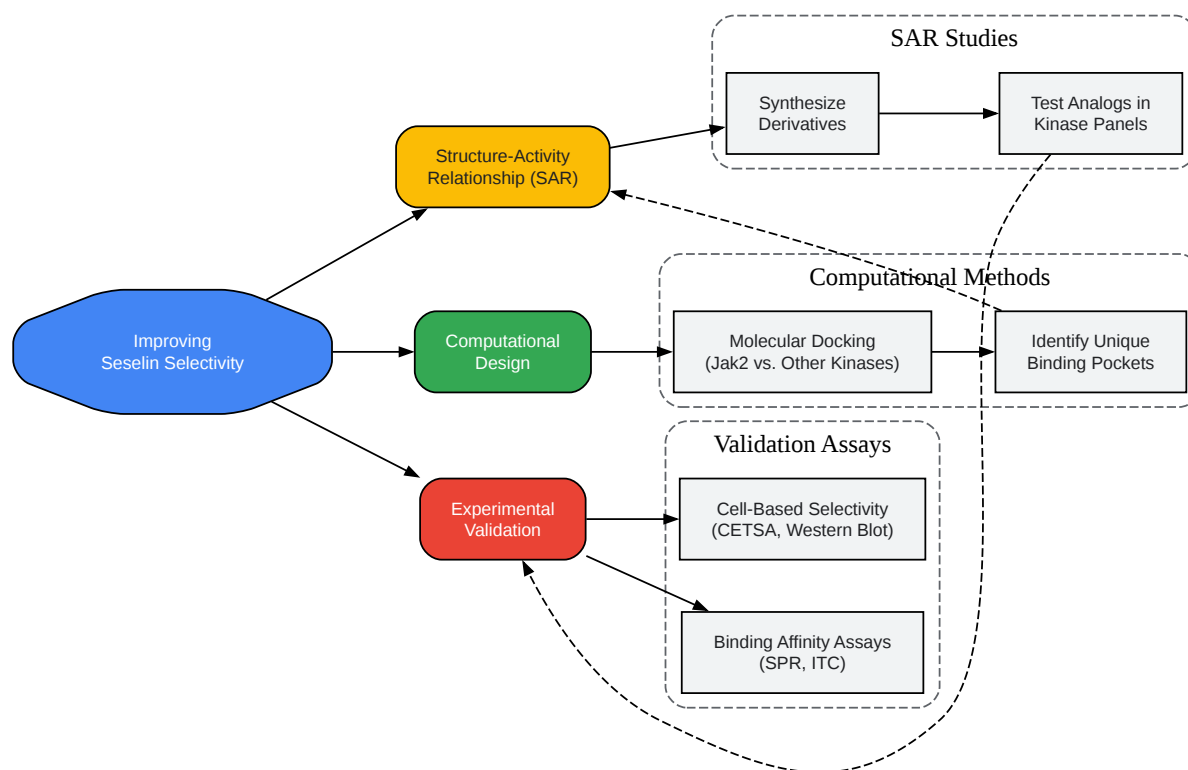 SAR Studies
Synthesize
Derivatives
Test Analogs in
Kinase Panels
Structure-Activity
Relationship (SAR)
Computational Methods
Improving
Seselin Selectivity
Computational
Design
Molecular Docking
(Jak2 vs. Other Kinases)
Identify Unique
Binding Pockets
Validation Assays
Experimental
Validation
Cell-Based Selectivity
(CETSA, Western Blot)
Binding Affinity Assays
(SPR, ITC)